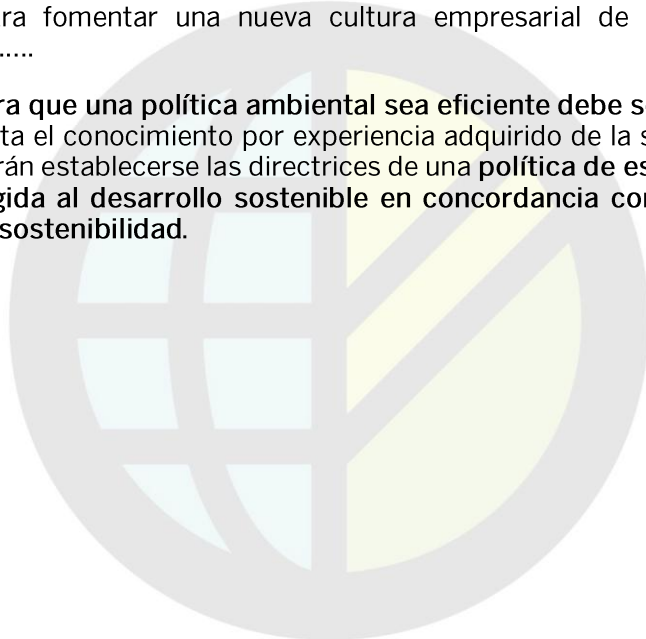 ra fomentar una nueva cultura empresarial de
.....
ra que una política ambiental sea eficiente debe s
ta el conocimiento por experiencia adquirido de la s
rán establecerse las directrices de una política de es
gida al desarrollo sostenible en concordancia con
sostenibilidad.